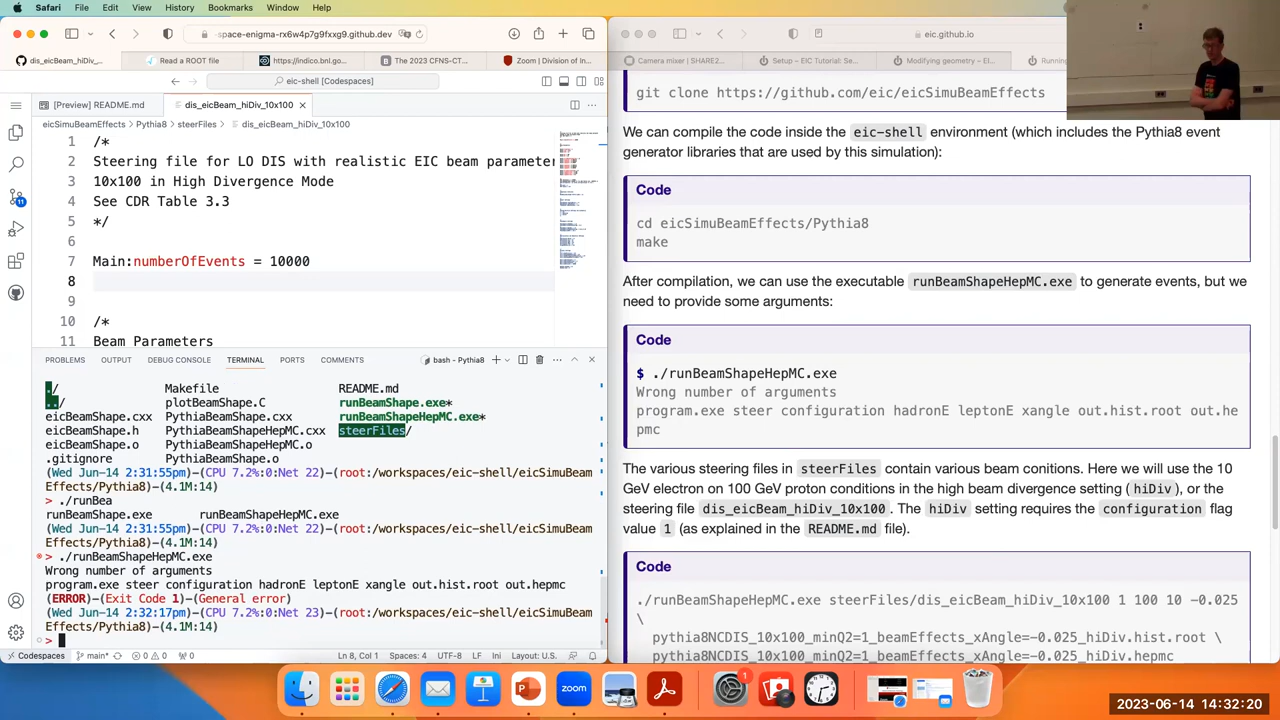 Safari File Edit View History Bookmarks Window Help
-space-enigma-rx6w4p7g9fxxg9.github.dev
eic.github.io
dis_eicBeam_hiDiv_...
Read a ROOT file
https://indico.bnl.go...
The 2023 CFNS-CT...
Zoom | Division of In...
Camera mixer | SHARE2...
Setup – EIC Tutorial: Se...
Modifying geometry – EI...
Runnin
eic-shell [Codespaces]
[Preview] README.md
dis_eicBeam_hiDiv_10x100
eicSimuBeamEffects > Pythia8 > steerFiles > dis_eicBeam_hiDiv_10x100
1 /*
2 Steering file for LO DIS with realistic EIC beam parameter
3 10x100 in High Divergence Mode
4 See CDR Table 3.3
5 */
6
7 Main:numberOfEvents = 10000
8
9
10 /*
11 Beam Parameters
11
PROBLEMS OUTPUT DEBUG CONSOLE TERMINAL PORTS COMMENTS
bash - Pythia8
./ Makefile README.md
../ plotBeamShape.C runBeamShape.exe*
eicBeamShape.cxx PythiaBeamShape.cxx runBeamShapeHepMC.exe*
eicBeamShape.h PythiaBeamShapeHepMC.cxx steerFiles/
eicBeamShape.o PythiaBeamShapeHepMC.o
.gitignore PythiaBeamShape.o
(Wed Jun-14 2:31:55pm)-(CPU 7.2%:0:Net 22)-(root:/workspaces/eic-shell/eicSimuBeam
Effects/Pythia8)-(4.1M:14)
> ./runBea
runBeamShape.exe runBeamShapeHepMC.exe
(Wed Jun-14 2:31:55pm)-(CPU 7.2%:0:Net 22)-(root:/workspaces/eic-shell/eicSimuBeam
Effects/Pythia8)-(4.1M:14)
> ./runBeamShapeHepMC.exe
Wrong number of arguments
program.exe steer configuration hadronE leptonE xangle out.hist.root out.hepmc
(ERROR)-(Exit Code 1)-(General error)
(Wed Jun-14 2:32:17pm)-(CPU 7.2%:0:Net 23)-(root:/workspaces/eic-shell/eicSimuBeam
Effects/Pythia8)-(4.1M:14)
>
Codespaces main* 0 0 0 Ln 8, Col 1 Spaces: 4 UTF-8 LF Ini Layout: U.S.
git clone https://github.com/eic/eicSimuBeamEffects
We can compile the code inside the eic-shell environment (which includes the Pythia8 event
generator libraries that are used by this simulation):
Code
cd eicSimuBeamEffects/Pythia8
make
After compilation, we can use the executable runBeamShapeHepMC.exe to generate events, but we
need to provide some arguments:
Code
$ ./runBeamShapeHepMC.exe
Wrong number of arguments
program.exe steer configuration hadronE leptonE xangle out.hist.root out.he
pmc
The various steering files in steerFiles contain various beam conitions. Here we will use the 10
GeV electron on 100 GeV proton conditions in the high beam divergence setting (hiDiv), or the
steering file dis_eicBeam_hiDiv_10x100. The hiDiv setting requires the configuration flag
value 1 (as explained in the README.md file).
Code
./runBeamShapeHepMC.exe steerFiles/dis_eicBeam_hiDiv_10x100 1 100 10 -0.025
\
pythia8NCDIS_10x100_minQ2=1_beamEffects_xAngle=-0.025_hiDiv.hist.root \
pythia8NCDIS_10x100_minQ2=1_beamEffects_xAngle=-0.025_hiDiv.hepmc
zoom
1
2023-06-14 14:32:20